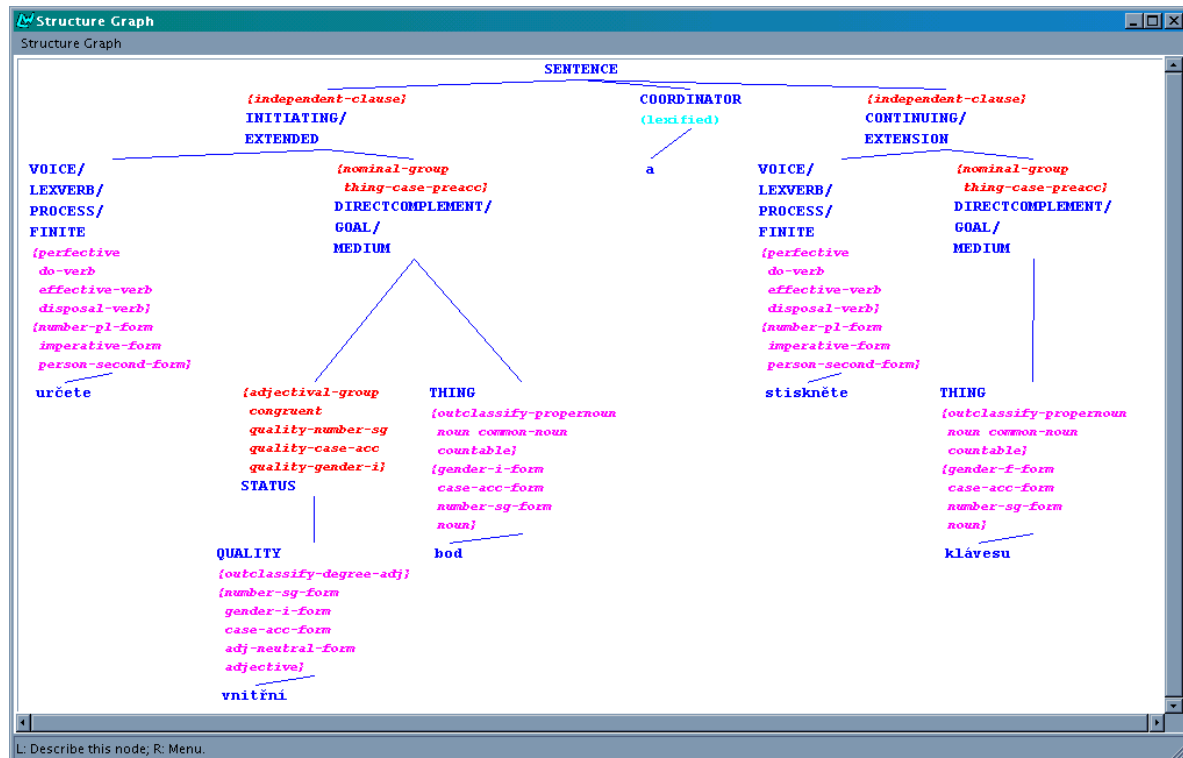 Structure Graph
Structure Graph
SENTENCE
{independent-clause}
INITIATING/
EXTENDED
COORDINATOR
(lexified)
{independent-clause}
CONTINUING/
EXTENSION
VOICE/
LEXVERB/
PROCESS/
FINITE
{perfective
do-verb
effective-verb
disposal-verb}
{number-pl-form
imperative-form
person-second-form}
určete
{nominal-group
thing-case-preacc}
DIRECTCOMPLEMENT/
GOAL/
MEDIUM
{adjectival-group
congruent
quality-number-sg
quality-case-acc
quality-gender-i}
STATUS
QUALITY
{outclassify-degree-adj}
{number-sg-form
gender-i-form
case-acc-form
adj-neutral-form
adjective}
vnitřní
THING
{outclassify-propernoun
noun common-noun
countable}
{gender-i-form
case-acc-form
number-sg-form
noun}
bod
a
VOICE/
LEXVERB/
PROCESS/
FINITE
{perfective
do-verb
effective-verb
disposal-verb}
{number-pl-form
imperative-form
person-second-form}
stiskněte
{nominal-group
thing-case-preacc}
DIRECTCOMPLEMENT/
GOAL/
MEDIUM
THING
{outclassify-propernoun
noun common-noun
countable}
{gender-f-form
case-acc-form
number-sg-form
noun}
klávesu
L: Describe this node; R: Menu.